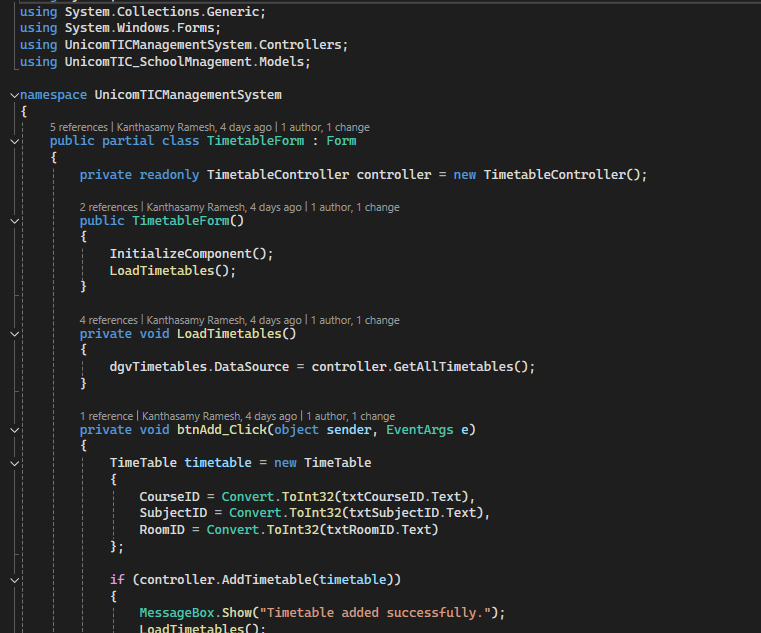 using System.Collections.Generic;
using System.Windows.Forms;
using UnicomTICManagementSystem.Controllers;
using UnicomTIC_SchoolMnagement.Models;
namespace UnicomTICManagementSystem
{
5 references | Kanthasamy Ramesh, 4 days ago | 1 author, 1 change
public partial class TimetableForm : Form
{
private readonly TimetableController controller = new TimetableController();
2 references | Kanthasamy Ramesh, 4 days ago | 1 author, 1 change
public TimetableForm()
{
InitializeComponent();
LoadTimetables();
}
4 references | Kanthasamy Ramesh, 4 days ago | 1 author, 1 change
private void LoadTimetables()
{
dgvTimetables.DataSource = controller.GetAllTimetables();
}
1 reference | Kanthasamy Ramesh, 4 days ago | 1 author, 1 change
private void btnAdd_Click(object sender, EventArgs e)
{
TimeTable timetable = new TimeTable
{
CourseID = Convert.ToInt32(txtCourseID.Text),
SubjectID = Convert.ToInt32(txtSubjectID.Text),
RoomID = Convert.ToInt32(txtRoomID.Text)
};
if (controller.AddTimetable(timetable))
{
MessageBox.Show("Timetable added successfully.");
LoadTimetables();